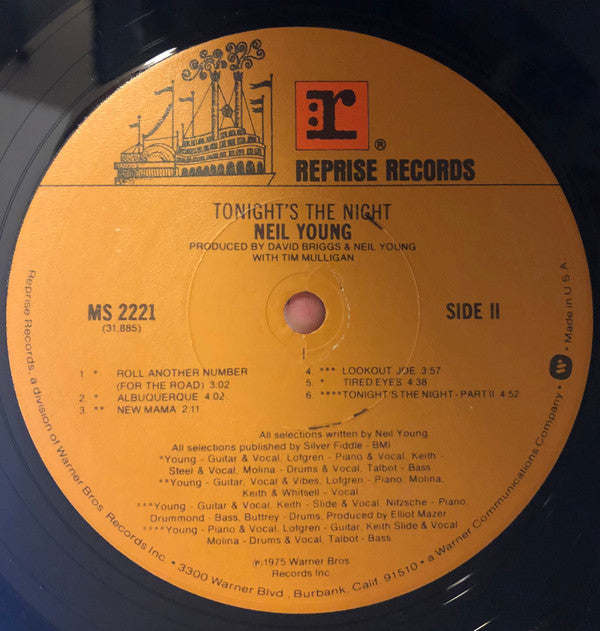 r ®
REPRISE RECORDS
TONIGHT'S THE NIGHT
NEIL YOUNG
PRODUCED BY DAVID BRIGGS & NEIL YOUNG
WITH TIM MULLIGAN
MS 2221
(31,885)
SIDE II
1 * ROLL ANOTHER NUMBER
(FOR THE ROAD) 3:02
2 * ALBUQUERQUE 4:02
3 ** NEW MAMA 2:11
4. *** LOOKOUT JOE 3:57
5. * TIRED EYES 4:38
6. ****TONIGHT'S THE NIGHT-PART II 4:52
All selections written by Neil Young.
All selections published by Silver Fiddle - BMI
*Young - Guitar & Vocal, Lofgren - Piano & Vocal, Keith -
Steel & Vocal, Molina - Drums & Vocal, Talbot - Bass
**Young - Guitar, Vocal & Vibes, Lofgren - Piano, Molina,
Keith & Whitsell - Vocal
***Young - Guitar & Vocal, Keith - Slide & Vocal, Nitzsche - Piano,
Drummond - Bass, Buttrey - Drums, Produced by Elliot Mazer
****Young - Piano & Vocal, Lofgren - Guitar, Keith Slide & Vocal
Molina - Drums & Vocal, Talbot - Bass.
Ⓟ1975 Warner Bros.
Records Inc.
Reprise Records, a division of Warner Bros. Records Inc. • 3300 Warner Blvd., Burbank, Calif. 91510 • a Warner Communications Company. • Made in U.S.A.